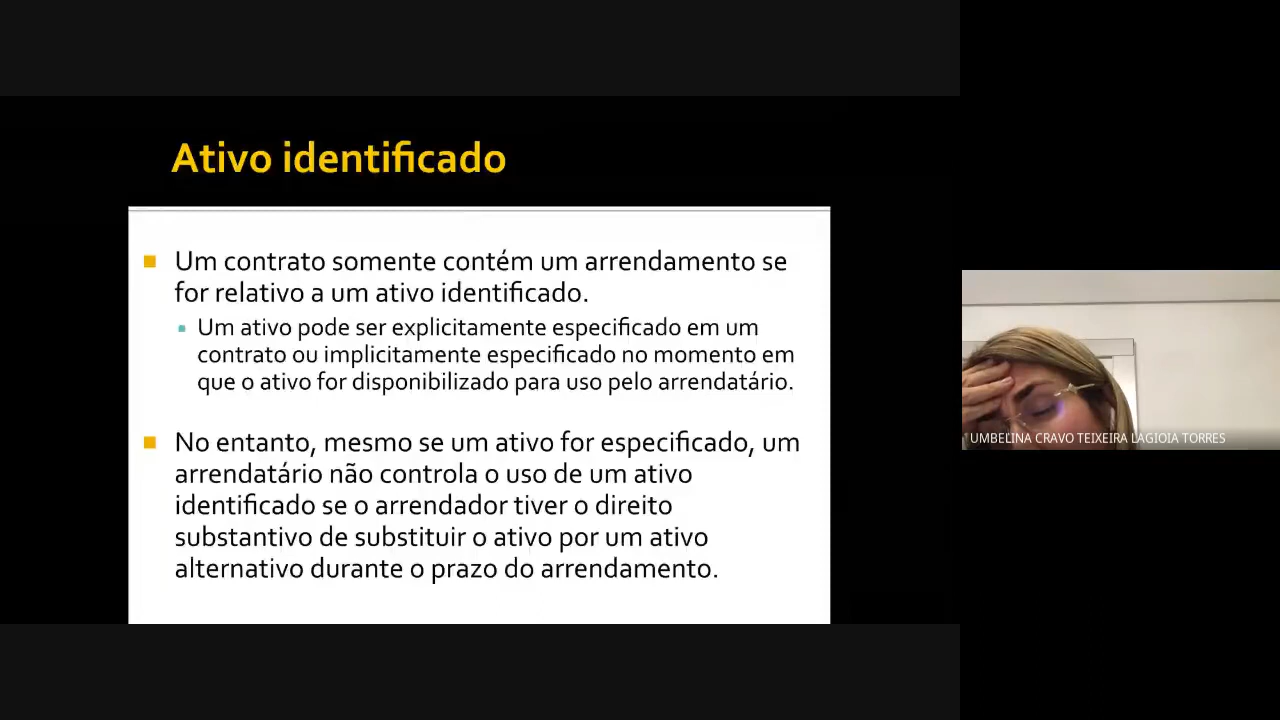 Ativo identificado
Um contrato somente contém um arrendamento se
for relativo a um ativo identificado.
Um ativo pode ser explicitamente especificado em um
contrato ou implicitamente especificado no momento em
que o ativo for disponibilizado para uso pelo arrendatário.
No entanto, mesmo se um ativo for especificado, um
arrendatário não controla o uso de um ativo
identificado se o arrendador tiver o direito
substantivo de substituir o ativo por um ativo
alternativo durante o prazo do arrendamento.
UMBELINA CRAVO TEIXEIRA LAGIOIA TORRES